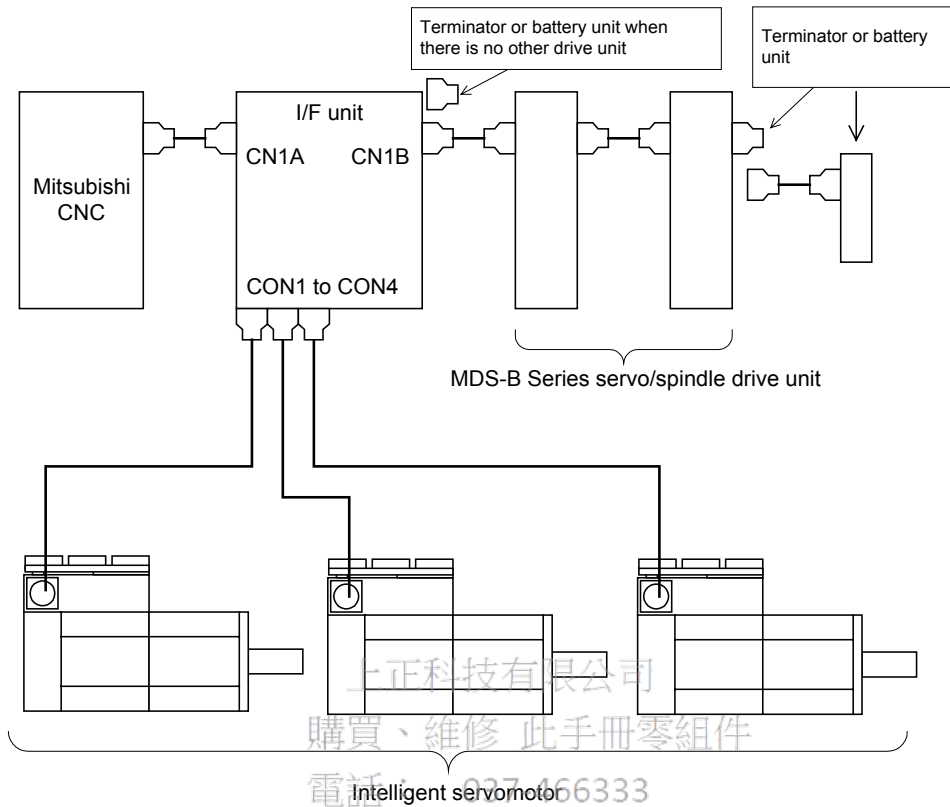 Terminator or battery unit when
there is no other drive unit
Terminator or battery
unit
I/F unit
CN1A
CN1B
Mitsubishi
CNC
CON1 to CON4
MDS-B Series servo/spindle drive unit
上正科技有限公司
購買、維修 此手冊零組件
電話： 037-466333
Intelligent servomotor